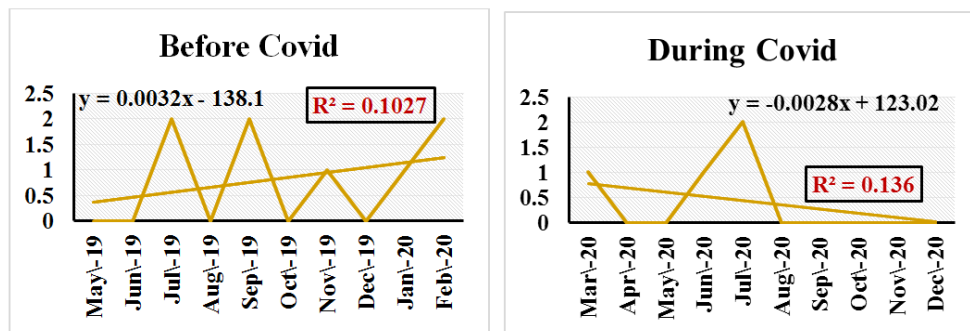 Before Covid
y = 0.0032x - 138.1
R² = 0.1027
2.5
2
1.5
1
0.5
0
May\-19
Jun\-19
Jul\-19
Aug\-19
Sep\-19
Oct\-19
Nov\-19
Dec\-19
Jan\-20
Feb\-20
During Covid
y = -0.0028x + 123.02
R² = 0.136
2.5
2
1.5
1
0.5
0
Mar\-20
Apr\-20
May\-20
Jun\-20
Jul\-20
Aug\-20
Sep\-20
Oct\-20
Nov\-20
Dec\-20